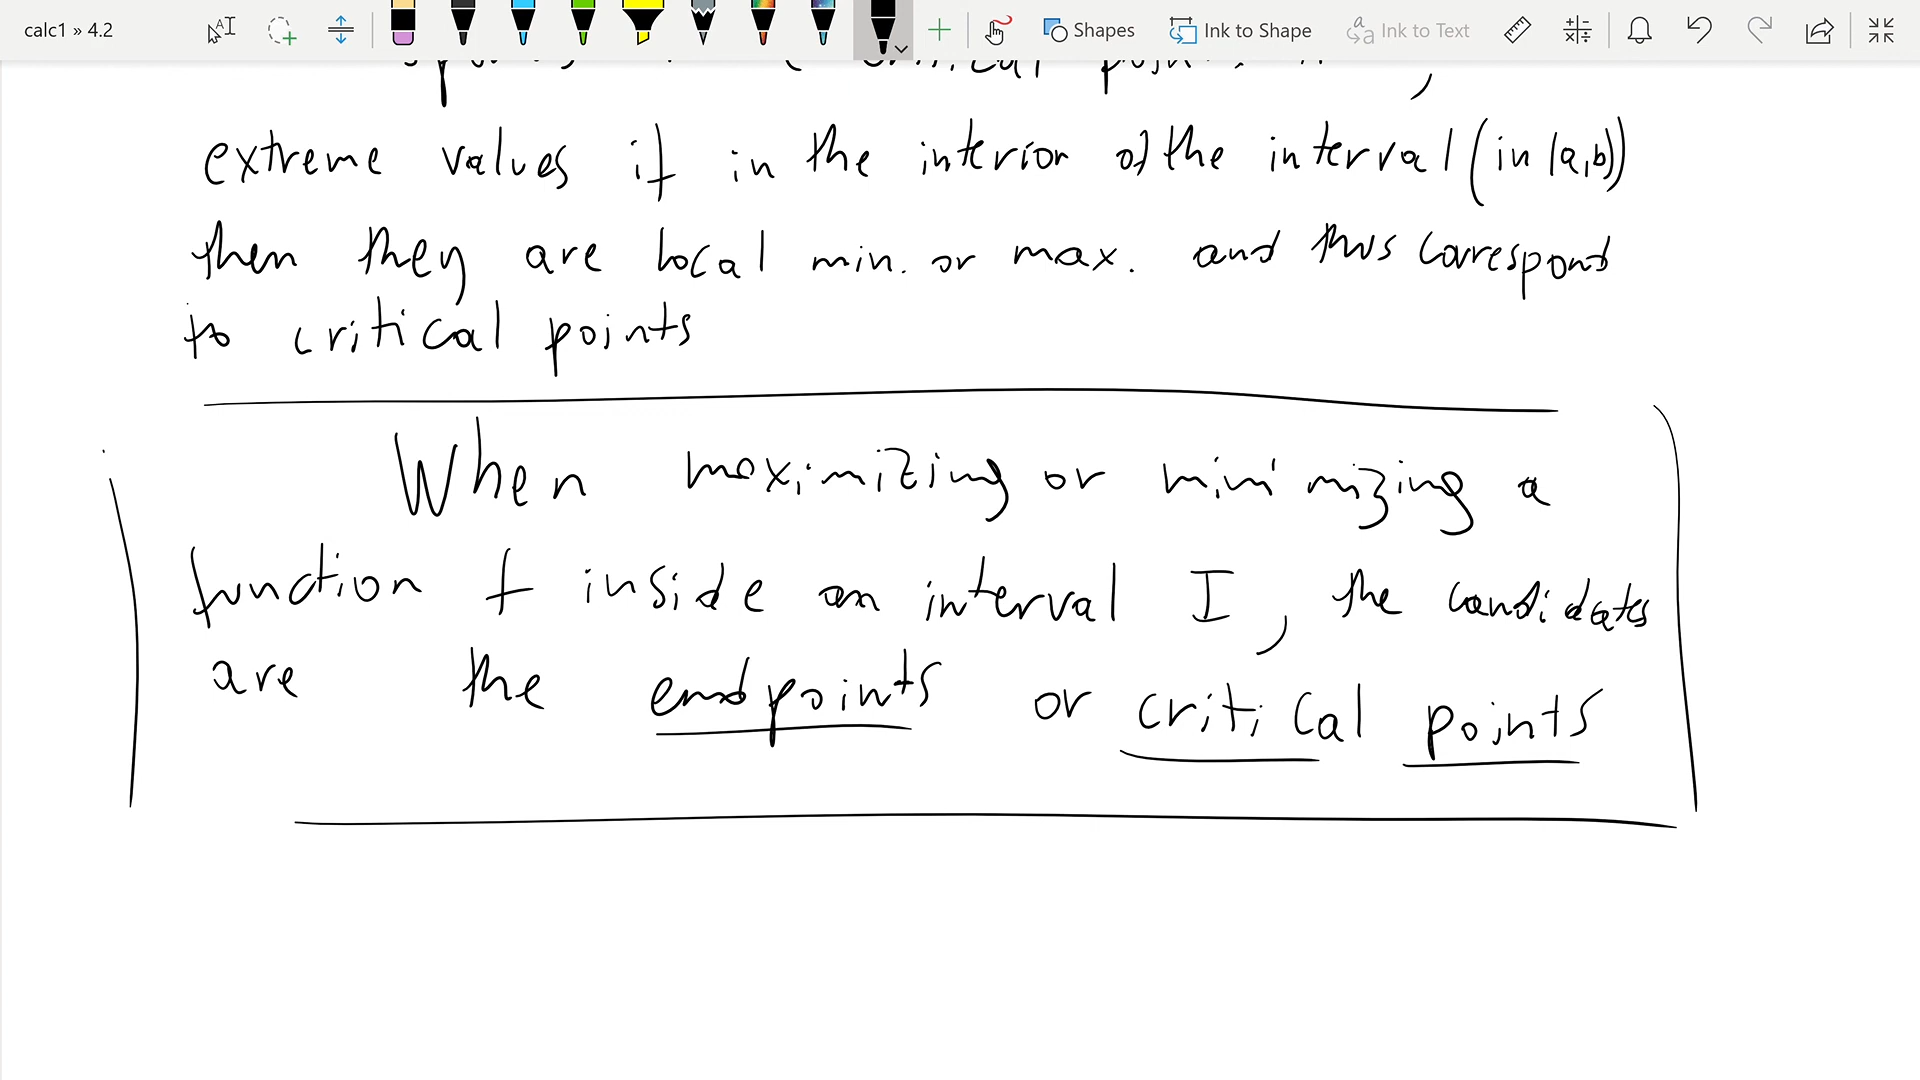 calc1 » 4.2 Shapes Ink to Shape Ink to Text
critical
extreme values if in the interior of the interval (in (a,b))
then they are local min. or max. and thus correspond
to critical points
When maximizing or minimizing a
function f inside an interval I, the candidates
are the endpoints or critical points